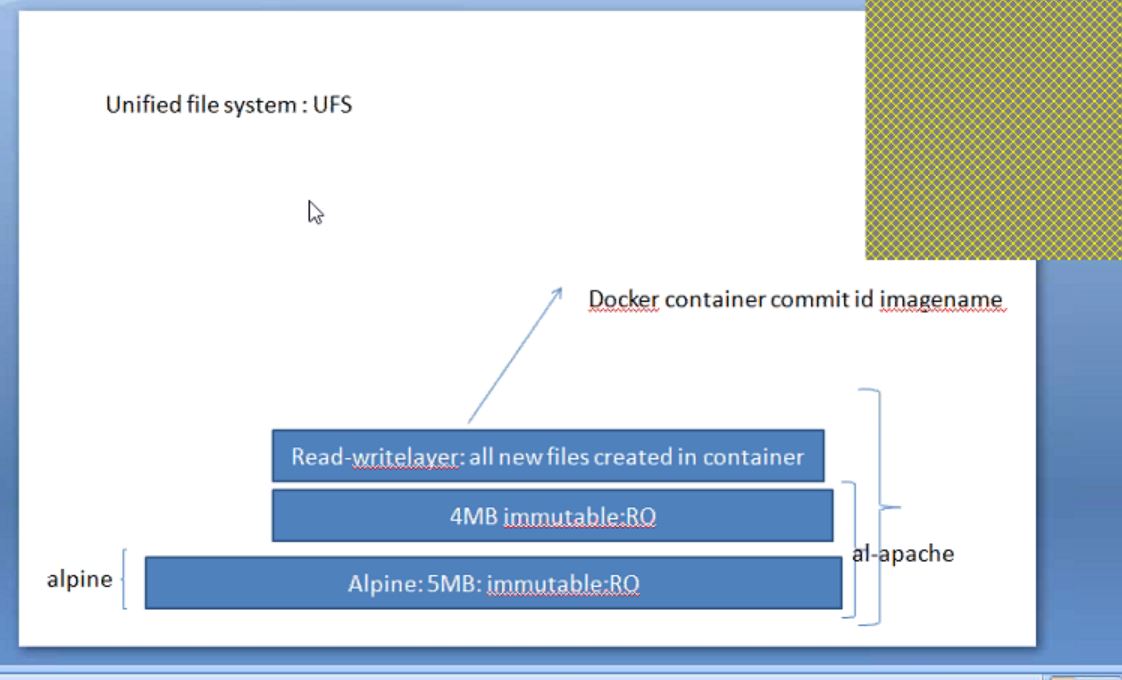 Unified file system : UFS
Docker container commit id imagename
Read-writelayer: all new files created in container
4MB immutable:RO
al-apache
alpine
Alpine: 5MB: immutable:RO